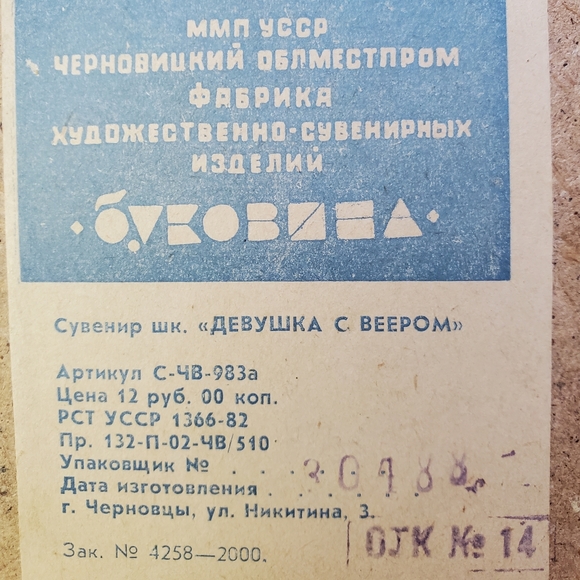 ММП УССР
ЧЕРНОВИЦКИЙ ОБЛМЕСТПРОМ
ФАБРИКА
ХУДОЖЕСТВЕННО-СУВЕНИРНЫХ
ИЗДЕЛИЙ
·БУКОВИНА·
Сувенир шк. «ДЕВУШКА С ВЕЕРОМ»
Артикул С-ЧВ-983а
Цена 12 руб. 00 коп.
РСТ УССР 1366-82
Пр. 132-П-02-ЧВ/510
Упаковщик № . . . . .
Дата изготовления . . . . . .
г. Черновцы, ул. Никитина, 3.
Зак. № 4258—2000.
ОТК № 14